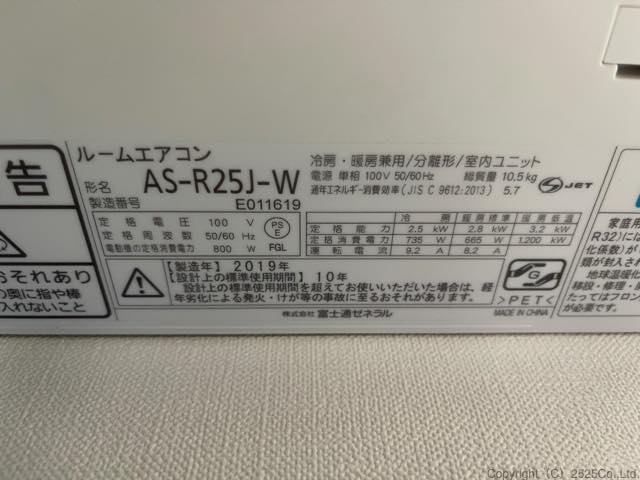 ルームエアコン
形名 AS-R25J-W
製造番号 E011619
冷房・暖房兼用/分離形/室内ユニット
電源 単相 100V 50/60Hz 総質量 10.5kg
通年エネルギー消費効率(JIS C 9612:2013) 5.7
JET
定格電圧 100 V
定格周波数 50/60 Hz
電動機の定格消費電力 800 W
PS
E
FGL
冷房 暖房標準 暖房低温
定格能力 2.5 kW 2.8 kW 3.2 kW
定格消費電力 735 W 665 W 1,200 kW
運転電流 9.2 A 8.2 A
【製造年】2019年
【設計上の標準使用期間】10年
設計上の標準使用期間を超えてお使いいただいた場合は、経
年劣化による発火・けが等の事故に至るおそれがあります。
G
>PET<
MADE IN CHINA
株式会社 富士通ゼネラル
告
おそれあり
の奥に指や棒
入れないこと
家庭用
R32)には
化係数)が
類が封入され
地球温暖
移設・修理・廃
たってはフロン
が必要です。
Copyright (C) 2525Co.,Ltd